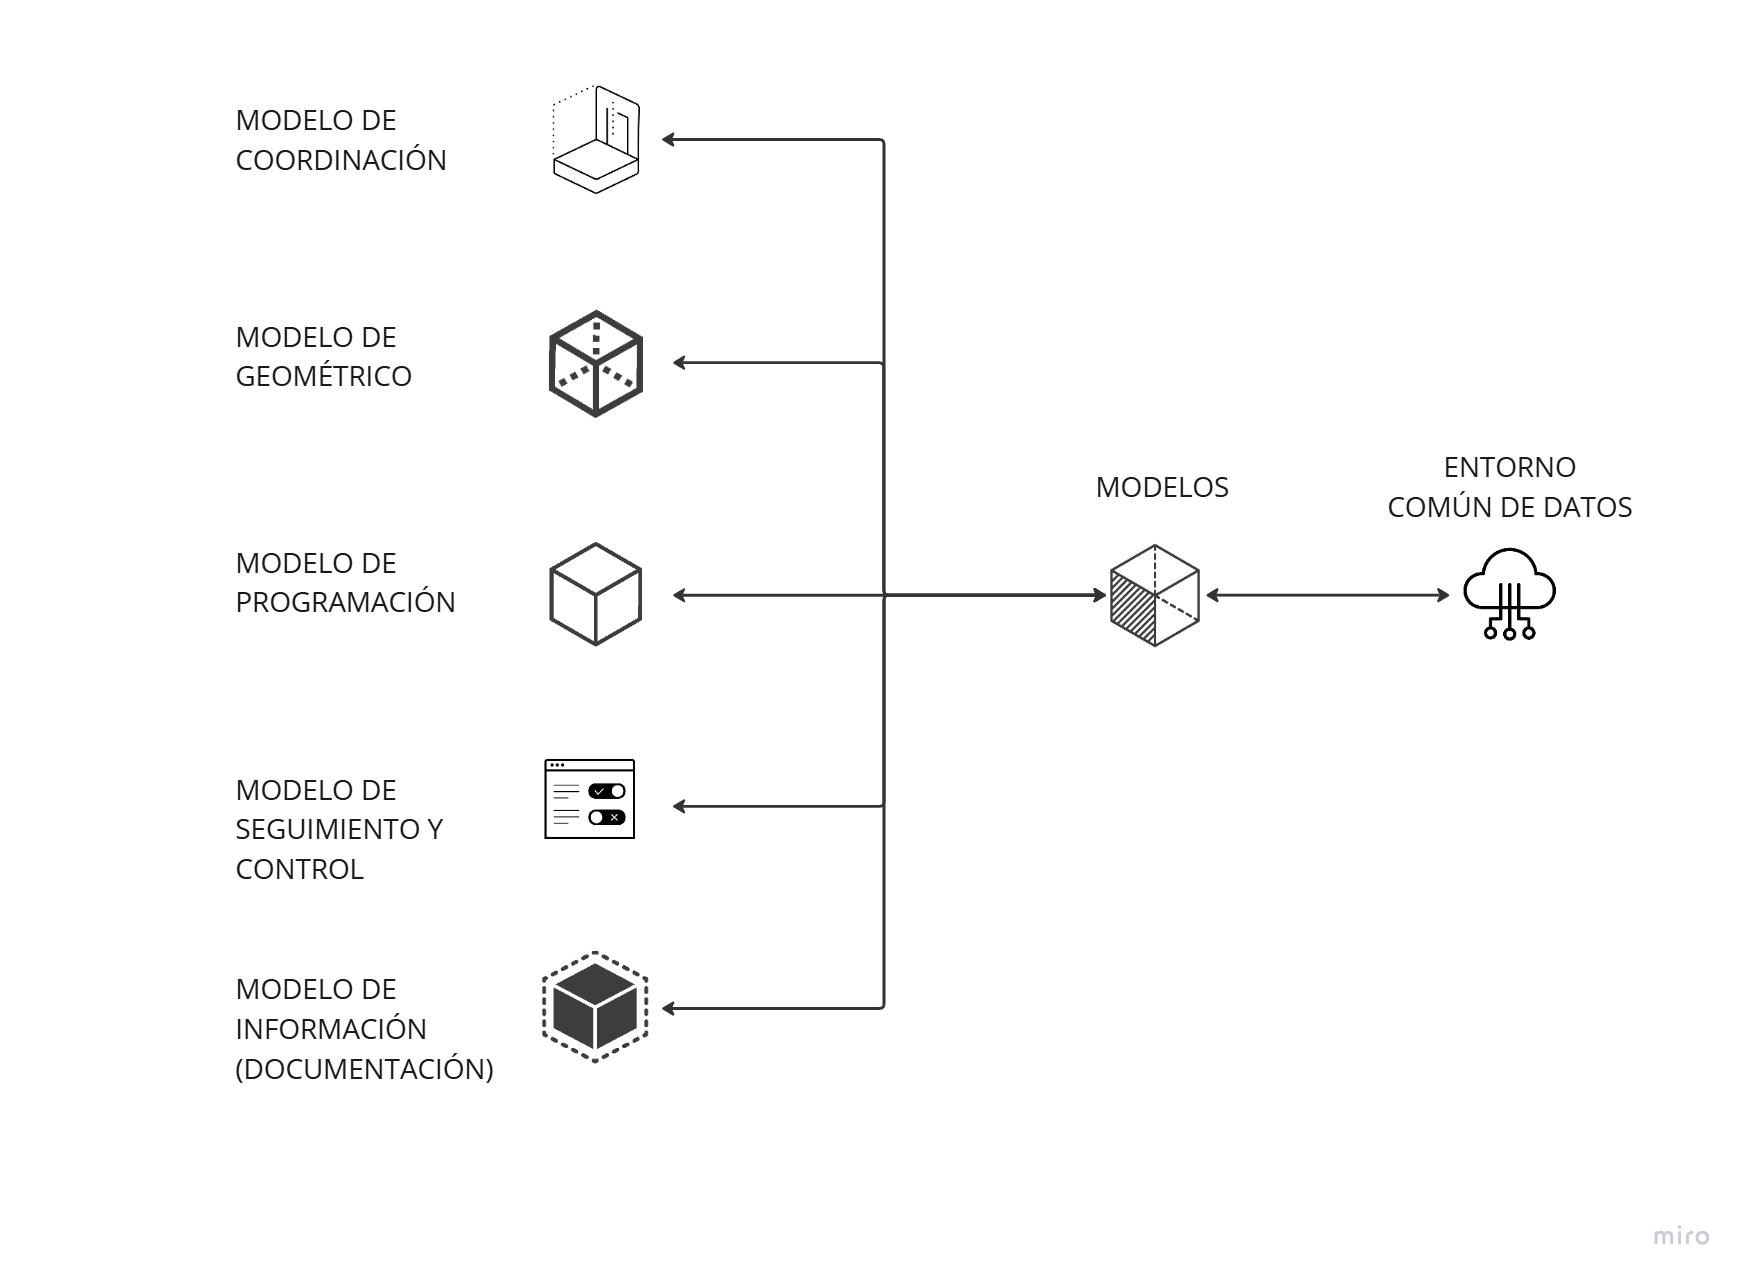 MODELO DE
COORDINACIÓN
MODELO DE
GEOMÉTRICO
MODELO DE
PROGRAMACIÓN
MODELO DE
SEGUIMIENTO Y
CONTROL
MODELO DE
INFORMACIÓN
(DOCUMENTACIÓN)
MODELOS
ENTORNO
COMÚN DE DATOS
miro